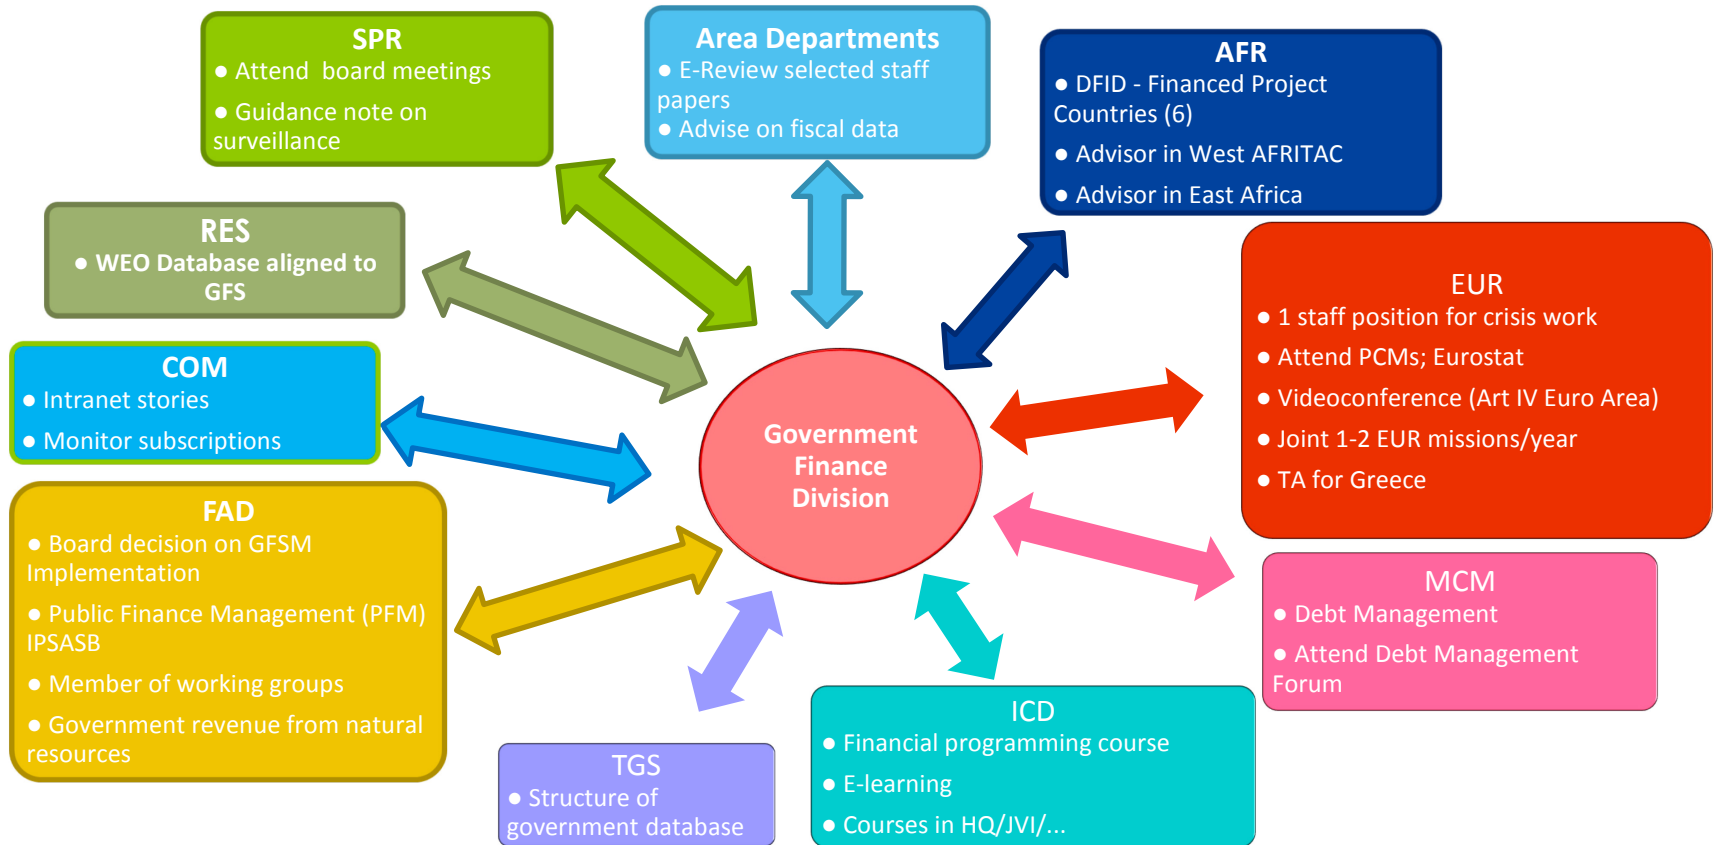 SPR
● Attend board meetings
● Guidance note on
surveillance
Area Departments
● E-Review selected staff
papers
● Advise on fiscal data
AFR
● DFID - Financed Project
Countries (6)
● Advisor in West AFRITAC
● Advisor in East Africa
RES
● WEO Database aligned to
GFS
EUR
● 1 staff position for crisis work
● Attend PCMs; Eurostat
● Videoconference (Art IV Euro Area)
● Joint 1-2 EUR missions/year
● TA for Greece
COM
● Intranet stories
● Monitor subscriptions
Government
Finance
Division
FAD
● Board decision on GFSM
Implementation
● Public Finance Management (PFM)
IPSASB
● Member of working groups
● Government revenue from natural
resources
MCM
● Debt Management
● Attend Debt Management
Forum
TGS
● Structure of
government database
ICD
● Financial programming course
● E-learning
● Courses in HQ/JVI/...